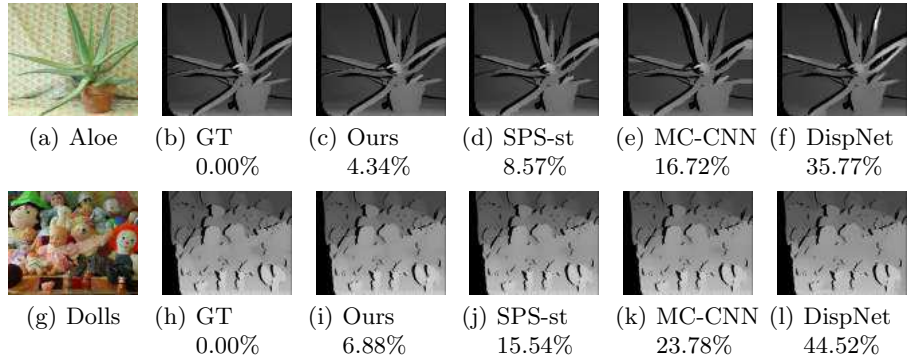 (a) Aloe (b) GT (c) Ours (d) SPS-st (e) MC-CNN (f) DispNet
0.00% 4.34% 8.57% 16.72% 35.77%
(g) Dolls (h) GT (i) Ours (j) SPS-st (k) MC-CNN (l) DispNet
0.00% 6.88% 15.54% 23.78% 44.52%